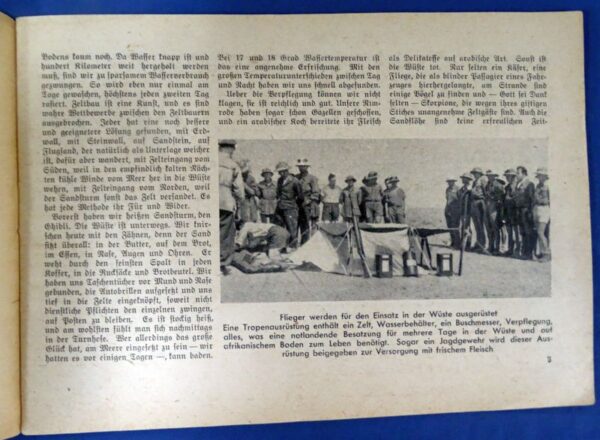 Bodens kaum noch. Da Wasser knapp ist und
hundert Kilometer weit hergeholt werden
muß, sind wir zu sparsamem Wasserverbrauch
gezwungen. So wird eben nur einmal am
Tage gewaschen, höchstens jeden zweiten Tag
rasiert. Zeltbau ist eine Kunst, und es sind
wahre Wettbewerbe zwischen den Zeltbauern
ausgebrochen. Jeder hat eine noch bessere
und geeignetere Lösung gefunden, mit Erd-
wall, mit Steinwall, auf Sandstein, auf
Flugsand, der natürlich als Unterlage weicher
ist, dafür aber wandert, mit Zelteingang vom
Süden, weil in den empfindlich kalten Näch-
ten kühle Winde vom Meer her in die Wüste
wehen, mit Zelteingang vom Norden, weil
der Sandsturm sonst das Zelt versandet. Es
hat jede Methode ihr Für und Wider.
Vorerst haben wir heißen Sandsturm, den
Ghibli. Die Wüste ist unterwegs. Wir knir-
schen heute mit den Zähnen, denn der Sand
sitzt überall: in der Butter, auf dem Brot,
im Essen, in Nase, Augen und Ohren. Er
weht durch den feinsten Spalt in jeden
Koffer, in die Rucksäcke und Brotbeutel. Wir
haben uns Taschentücher vor Mund und Nase
gebunden, die Autobrillen aufgesetzt und uns
tief in die Zelte eingeknöpft, soweit nicht
dienstliche Pflichten den einzelnen zwingen,
auf Posten zu bleiben. Es ist stockig heiß,
und am wohlsten fühlt man sich nachmittags
in der Turnhose. Wer allerdings das große
Glück hat, am Meere eingesetzt zu sein — wir
hatten es vor einigen Tagen —, kann baden.
Bei 17 und 18 Grad Wassertemperatur ist
das eine angenehme Erfrischung. Mit den
großen Temperaturunterschieden zwischen Tag
und Nacht haben wir uns schnell abgefunden.
Ueber die Verpflegung können wir nicht
klagen, sie ist reichlich und gut. Unsere Nim-
rode haben sogar schon Gazellen geschossen,
und ein arabischer Koch bereitete ihr Fleisch
als Delikatesse auf arabische Art. Sonst ist
die Wüste tot. Nur selten ein Käfer, eine
Fliege, die als blinder Passagier eines Fahr-
zeuges hierhergelangte, am Strande sind
einige Vögel zu finden und — Gott sei Dank
selten — Skorpione, die wegen ihres giftigen
Stiches unangenehme Zeltgäste sind. Auch die
Sandflöhe sind keine erfreulichen Zelt-
Flieger werden für den Einsatz in der Wüste ausgerüstet
Eine Tropenausrüstung enthält ein Zelt, Wasserbehälter, ein Buschmesser, Verpflegung,
alles, was eine notlandende Besatzung für mehrere Tage in der Wüste und auf
afrikanischem Boden zum Leben benötigt. Sogar ein Jagdgewehr wird dieser Aus-
rüstung beigegeben zur Versorgung mit frischem Fleisch